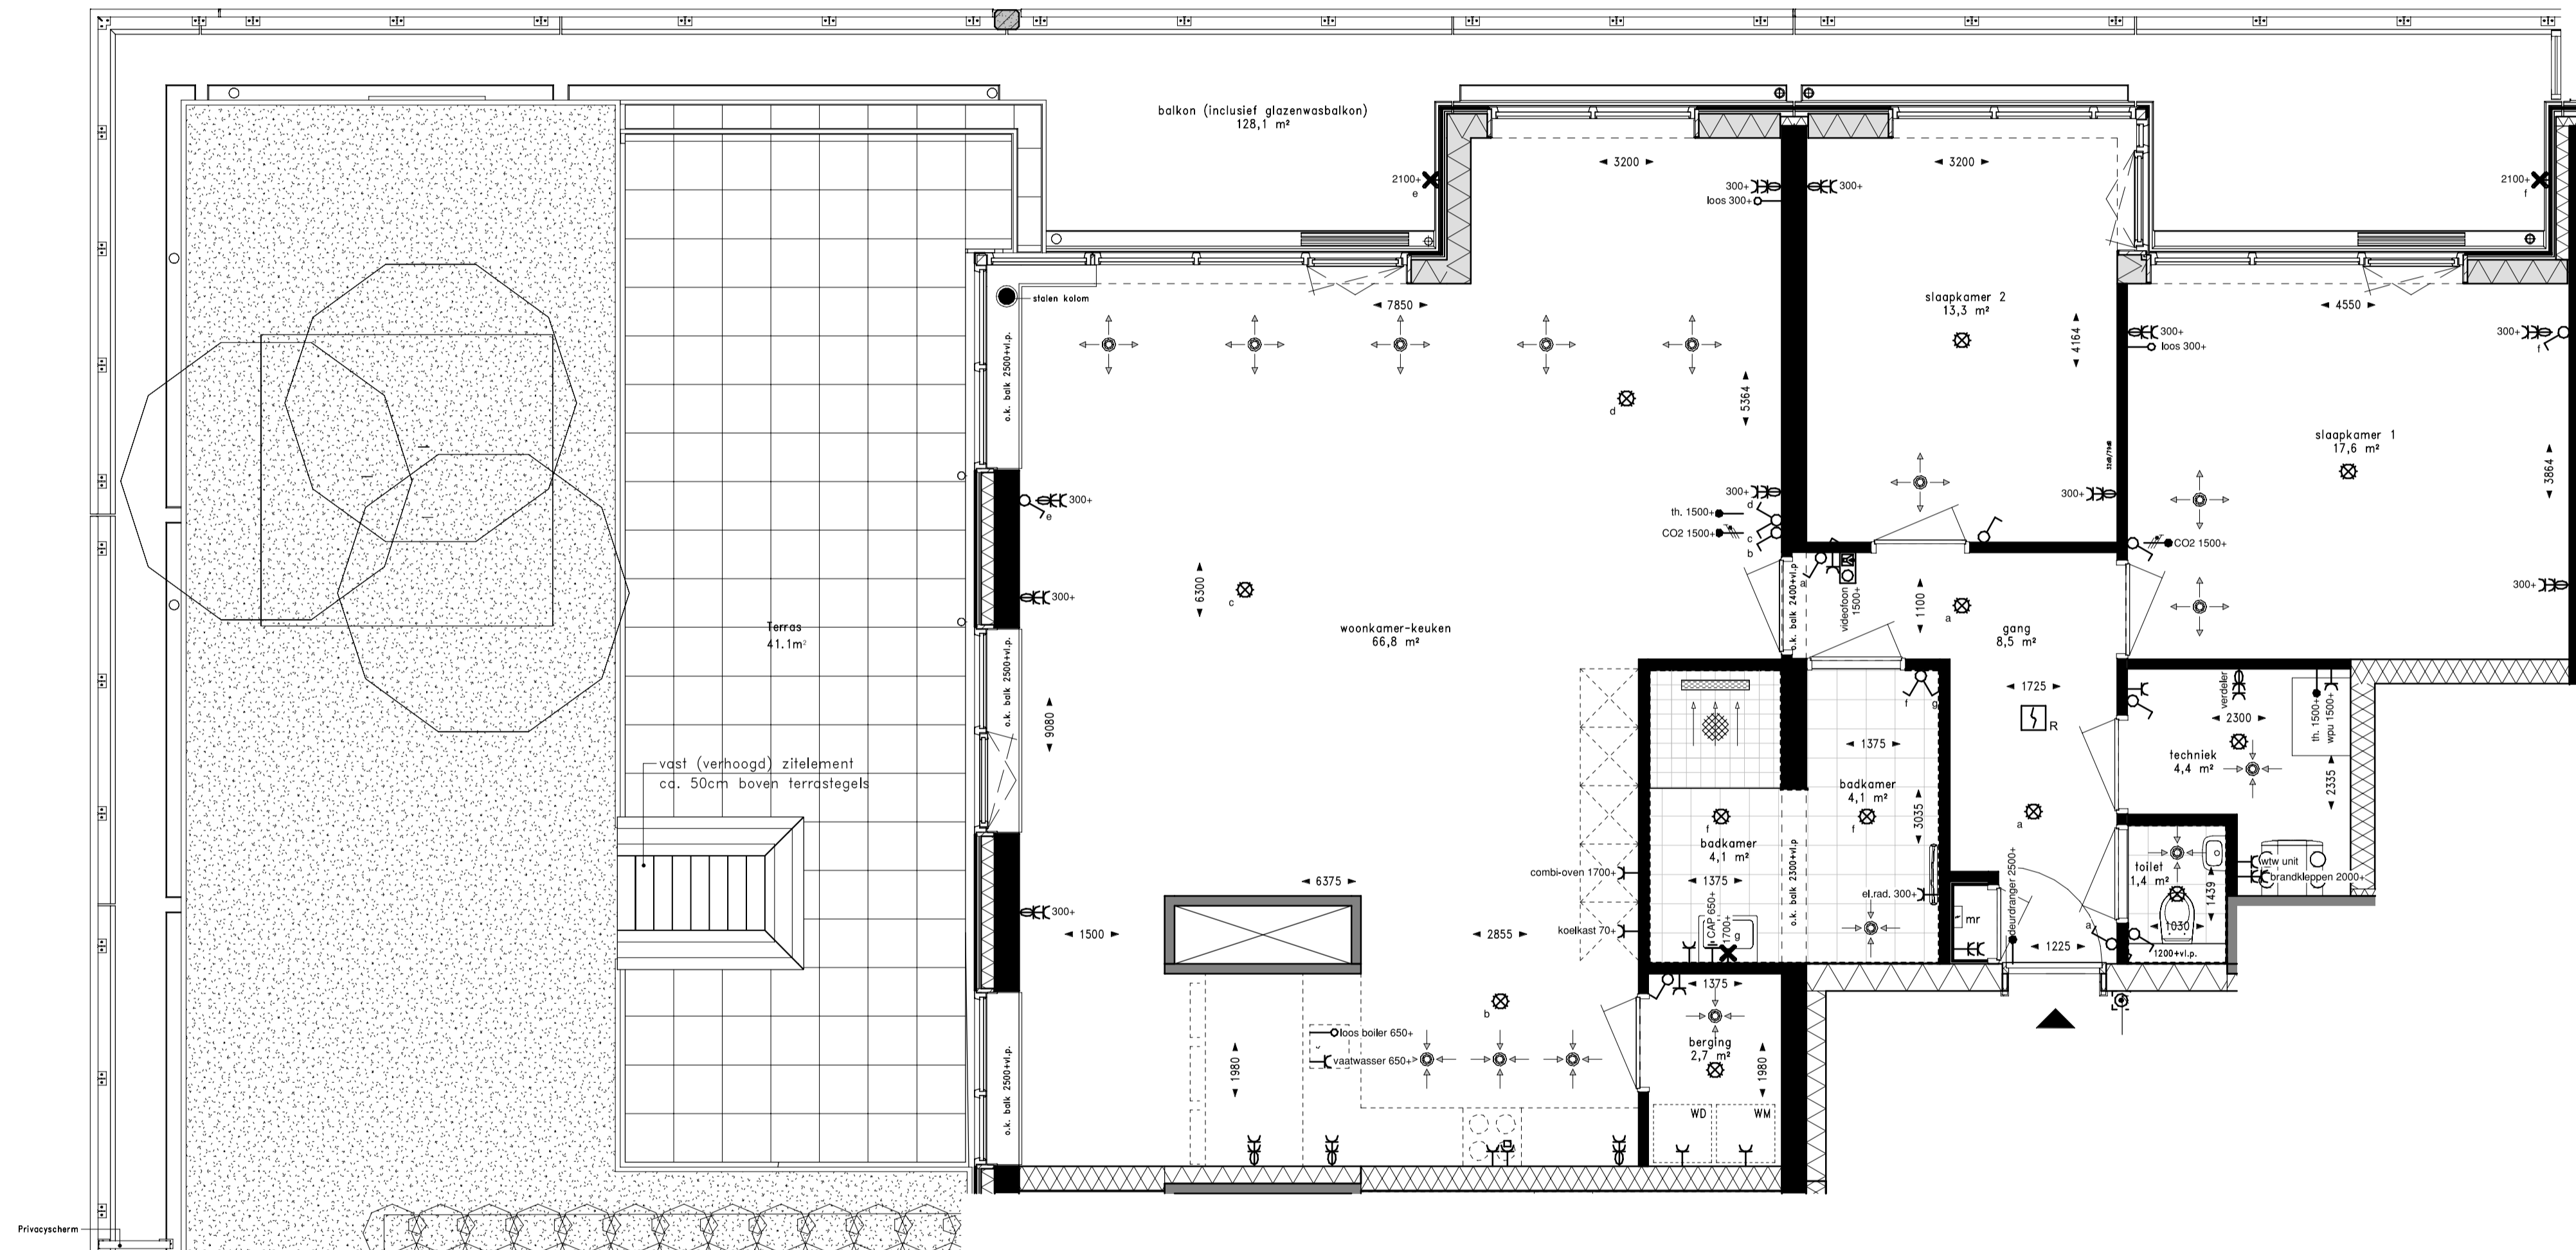 balkon (inclusief glazenwasbalkon)
128,1 m²
2100+
e
3200
300+
loos 300+
300+
3200
2100+
f
stalen kolom
7850
o.k. balk 2500+vl.p.
d
5364
slaapkamer 2
13,3 m²
4164
4550
300+
loos 300+
300+
f
slaapkamer 1
17,6 m²
3864
300+
e
300+
d
th. 1500+
CO2 1500+
c
b
300+
CO2 1500+
300+
6300
c
300+
a
videofoon
1500+
o.k. balk 2400+vl.p
1100
a
gang
8,5 m²
Terras
41.1m²
woonkamer-keuken
66,8 m²
o.k. balk 2500+vl.p.
9080
vast (verhoogd) zitelement
ca. 50cm boven terrastegels
f
g
1725
R
verdeler
2300
th. 1500+
wpu 1500+
techniek
4,4 m²
2335
1375
badkamer
4,1 m²
f
3035
f
badkamer
4,1 m²
1375
o.k. balk 2300+vl.p
a
deurdranger 2500+
toilet
1,4 m²
1439
1030
1200+vl.p.
wtw unit
brandkleppen 2000+
combi-oven 1700+
el.rad. 300+
CAP 650+
1700+
g
koelkast 70+
mr
a
1225
6375
300+
1500
2855
1375
b
loos boiler 650+
vaatwasser 650+
1980
berging
2,7 m²
1980
WD
WM
o.k. balk 2500+vl.p.
Privacyscherm